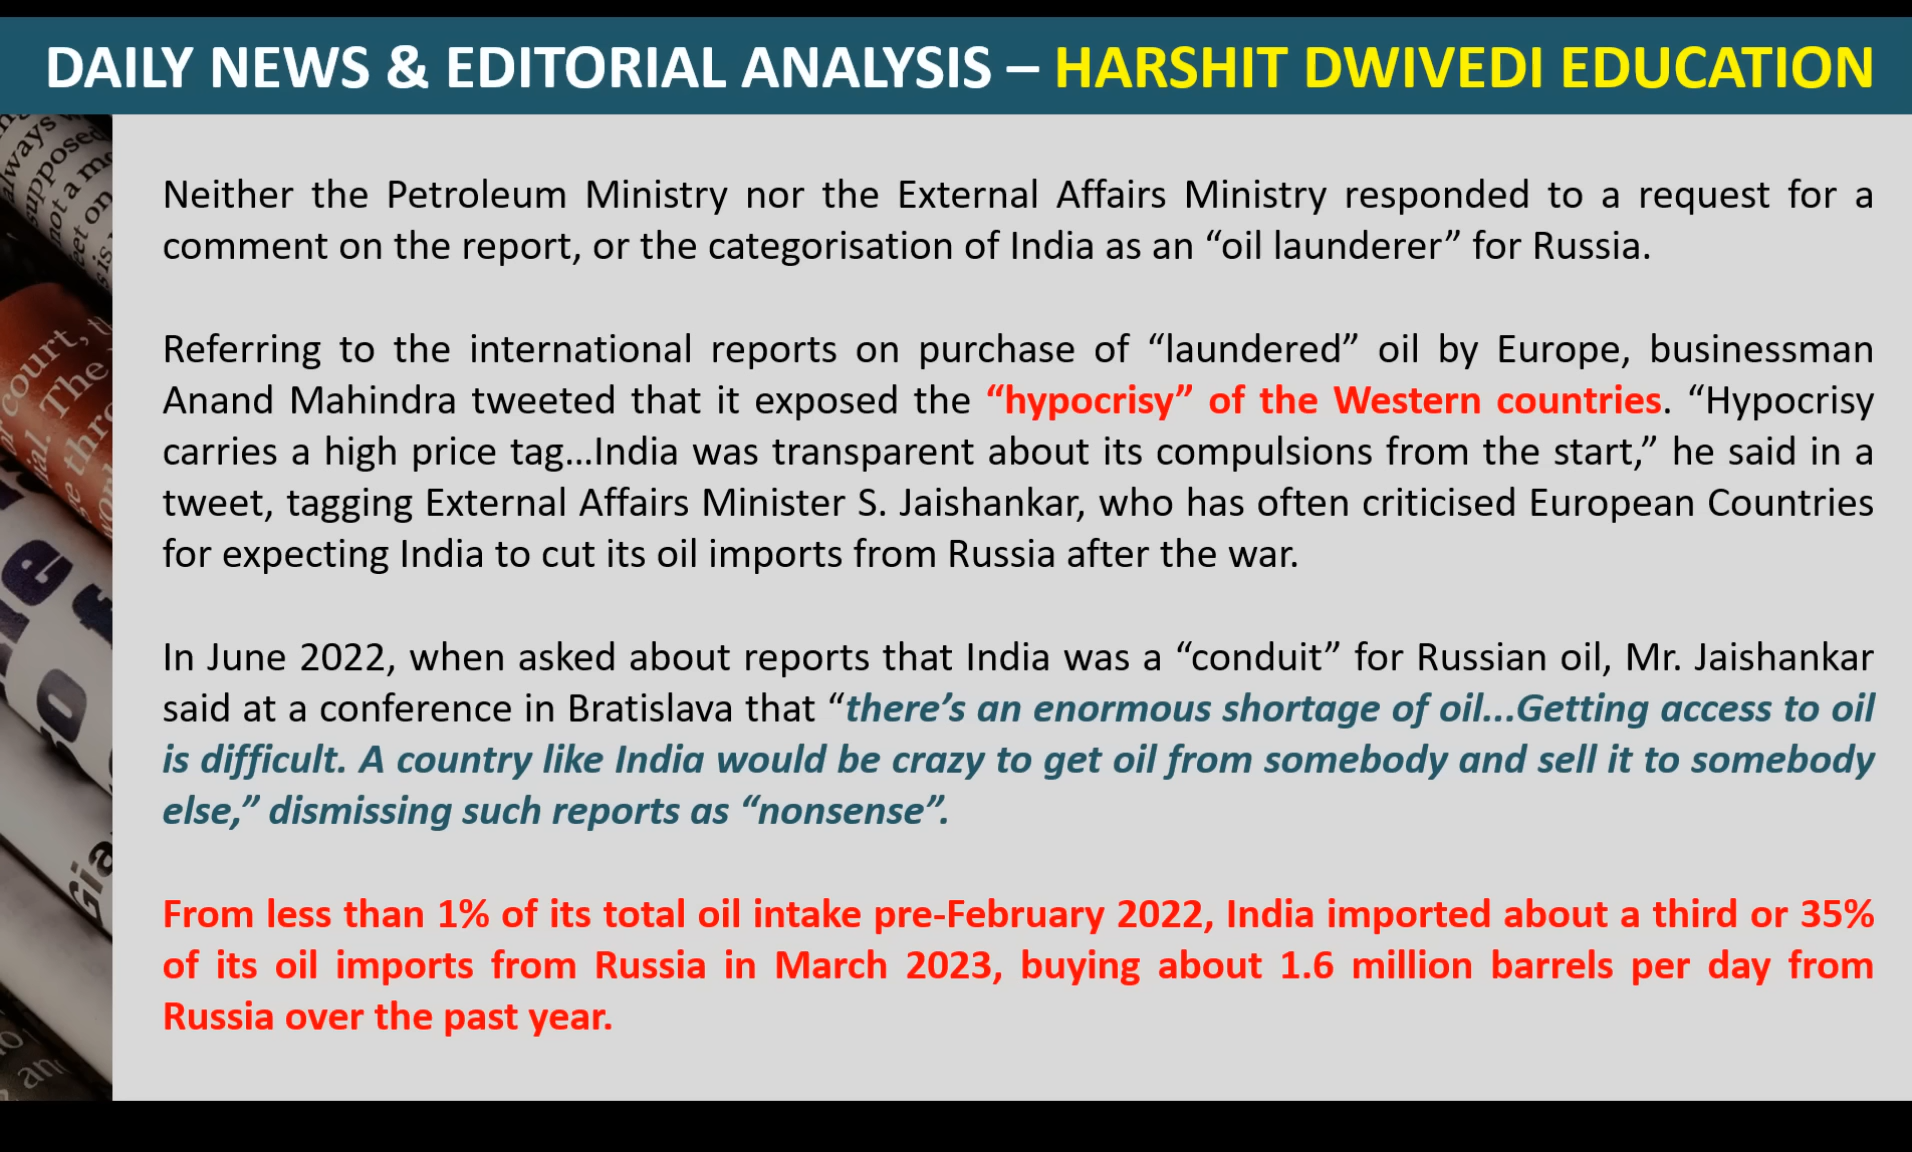 DAILY NEWS & EDITORIAL ANALYSIS – HARSHIT DWIVEDI EDUCATION
Neither the Petroleum Ministry nor the External Affairs Ministry responded to a request for a
comment on the report, or the categorisation of India as an “oil launderer” for Russia.
Referring to the international reports on purchase of “laundered” oil by Europe, businessman
Anand Mahindra tweeted that it exposed the “hypocrisy” of the Western countries. “Hypocrisy
carries a high price tag...India was transparent about its compulsions from the start,” he said in a
tweet, tagging External Affairs Minister S. Jaishankar, who has often criticised European Countries
for expecting India to cut its oil imports from Russia after the war.
In June 2022, when asked about reports that India was a “conduit” for Russian oil, Mr. Jaishankar
said at a conference in Bratislava that “there’s an enormous shortage of oil...Getting access to oil
is difficult. A country like India would be crazy to get oil from somebody and sell it to somebody
else,” dismissing such reports as “nonsense”.
From less than 1% of its total oil intake pre-February 2022, India imported about a third or 35%
of its oil imports from Russia in March 2023, buying about 1.6 million barrels per day from
Russia over the past year.
always
supposed
not a
court,
The